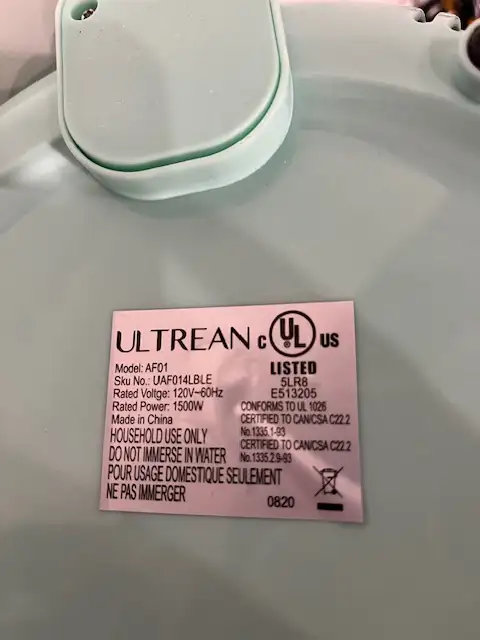 ULTREAN
C UL US
LISTED
5LR8
E513205
Model: AF01
Sku No.: UAF014LBLE
Rated Voltge: 120V~60Hz
Rated Power: 1500W
Made in China
CONFORMS TO UL 1026
CERTIFIED TO CAN/CSA C22.2
No.1335.1-93
CERTIFIED TO CAN/CSA C22.2
No.1335.2.9-93
HOUSEHOLD USE ONLY
DO NOT IMMERSE IN WATER
POUR USAGE DOMESTIQUE SEULEMENT
NE PAS IMMERGER
0820